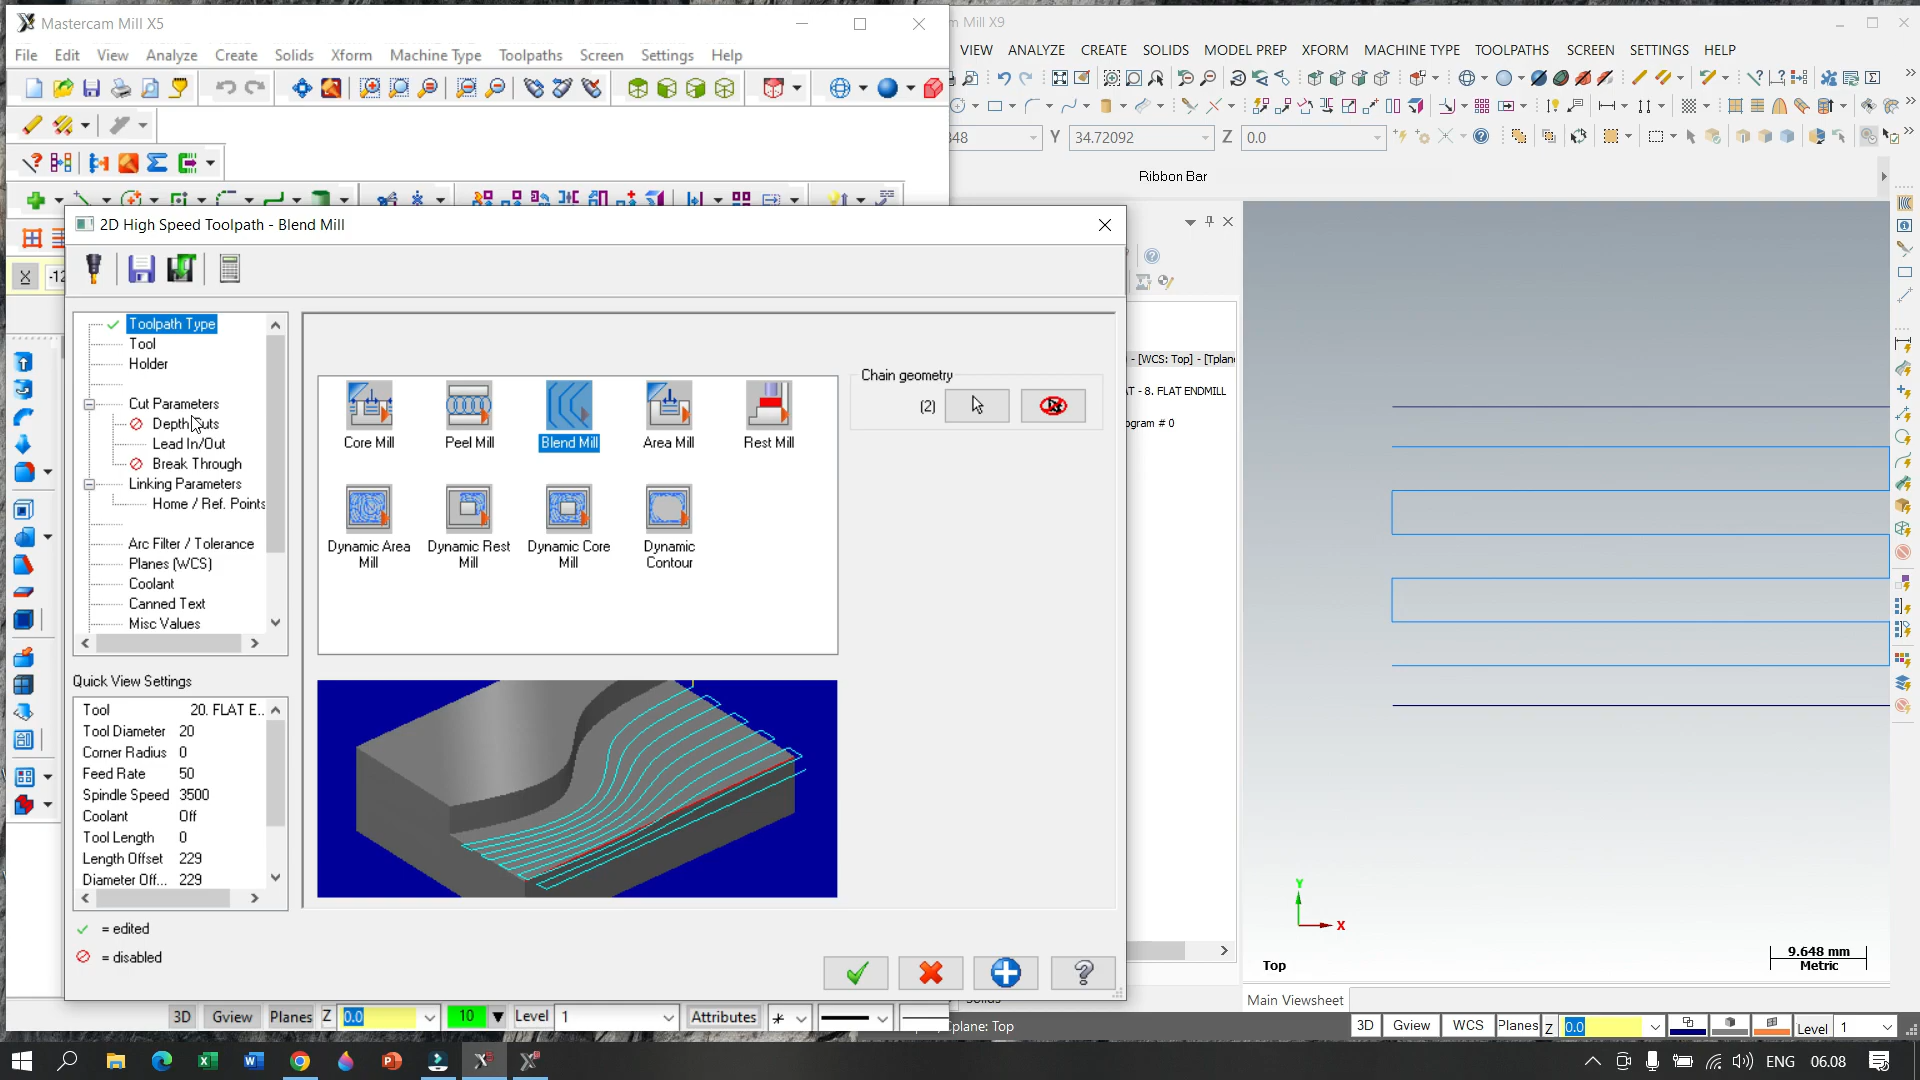 Mastercam Mill X5
m Mill X9
File Edit View Analyze Create Solids Xform Machine Type Toolpaths Screen Settings Help
VIEW ANALYZE CREATE SOLIDS MODEL PREP XFORM MACHINE TYPE TOOLPATHS SCREEN SETTINGS HELP
348 Y 34.72092 Z 0.0
Ribbon Bar
2D High Speed Toolpath - Blend Mill
X -12
Toolpath Type
Tool
Holder
Cut Parameters
Depth Cuts
Lead In/Out
Break Through
Linking Parameters
Home / Ref. Points
Arc Filter / Tolerance
Planes (WCS)
Coolant
Canned Text
Misc Values
Core Mill
Peel Mill
Blend Mill
Area Mill
Rest Mill
Dynamic Area Mill
Dynamic Rest Mill
Dynamic Core Mill
Dynamic Contour
Chain geometry
(2)
- [WCS: Top] - [Tplan
T - 8. FLAT ENDMILL
ogram # 0
Quick View Settings
Tool 20. FLAT E..
Tool Diameter 20
Corner Radius 0
Feed Rate 50
Spindle Speed 3500
Coolant Off
Tool Length 0
Length Offset 229
Diameter Off... 229
= edited
= disabled
Y
X
Top
9.648 mm
Metric
Solids
Main Viewsheet
3D Gview Planes Z 0.0 10 Level 1 Attributes
plane: Top
3D Gview WCS Planes Z 0.0 Level 1
ENG 06.08